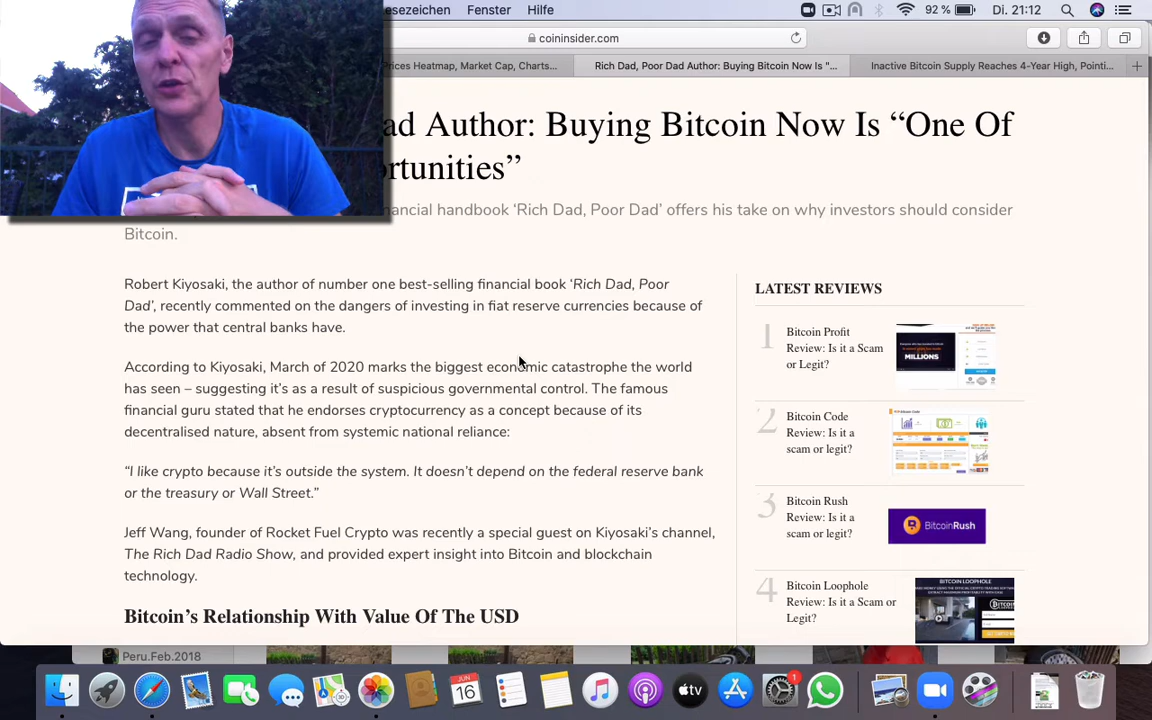 esezeichen Fenster Hilfe 92 % Di. 21:12
coininsider.com
rices Heatmap, Market Cap, Charts... Rich Dad, Poor Dad Author: Buying Bitcoin Now Is "... Inactive Bitcoin Supply Reaches 4-Year High, Pointi...
ad Author: Buying Bitcoin Now Is “One Of
ortunities”
nancial handbook ‘Rich Dad, Poor Dad’ offers his take on why investors should consider
Bitcoin.
Robert Kiyosaki, the author of number one best-selling financial book ‘Rich Dad, Poor
Dad’, recently commented on the dangers of investing in fiat reserve currencies because of
the power that central banks have.
According to Kiyosaki, March of 2020 marks the biggest economic catastrophe the world
has seen – suggesting it’s as a result of suspicious governmental control. The famous
financial guru stated that he endorses cryptocurrency as a concept because of its
decentralised nature, absent from systemic national reliance:
“I like crypto because it’s outside the system. It doesn’t depend on the federal reserve bank
or the treasury or Wall Street.”
Jeff Wang, founder of Rocket Fuel Crypto was recently a special guest on Kiyosaki’s channel,
The Rich Dad Radio Show, and provided expert insight into Bitcoin and blockchain
technology.
Bitcoin’s Relationship With Value Of The USD
LATEST REVIEWS
1
Bitcoin Profit
Review: Is it a Scam
or Legit?
MILLIONS
2
Bitcoin Code
Review: Is it a
scam or legit?
3
Bitcoin Rush
Review: Is it a
scam or legit?
BitcoinRush
4
Bitcoin Loophole
Review: Is it a Scam or
Legit?
BITCOIN LOOPHOLE
Peru.Feb.2018
JUN
16
tv
1